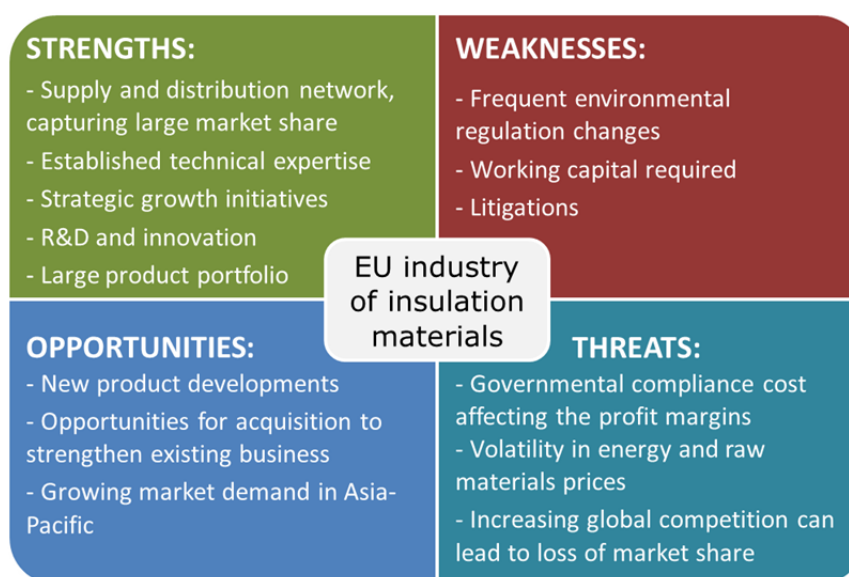 STRENGTHS:
- Supply and distribution network,
capturing large market share
- Established technical expertise
- Strategic growth initiatives
- R&D and innovation
- Large product portfolio
WEAKNESSES:
- Frequent environmental
regulation changes
- Working capital required
- Litigations
EU industry
of insulation
materials
OPPORTUNITIES:
- New product developments
- Opportunities for acquisition to
strengthen existing business
- Growing market demand in Asia-
Pacific
THREATS:
- Governmental compliance cost
affecting the profit margins
- Volatility in energy and raw
materials prices
- Increasing global competition can
lead to loss of market share